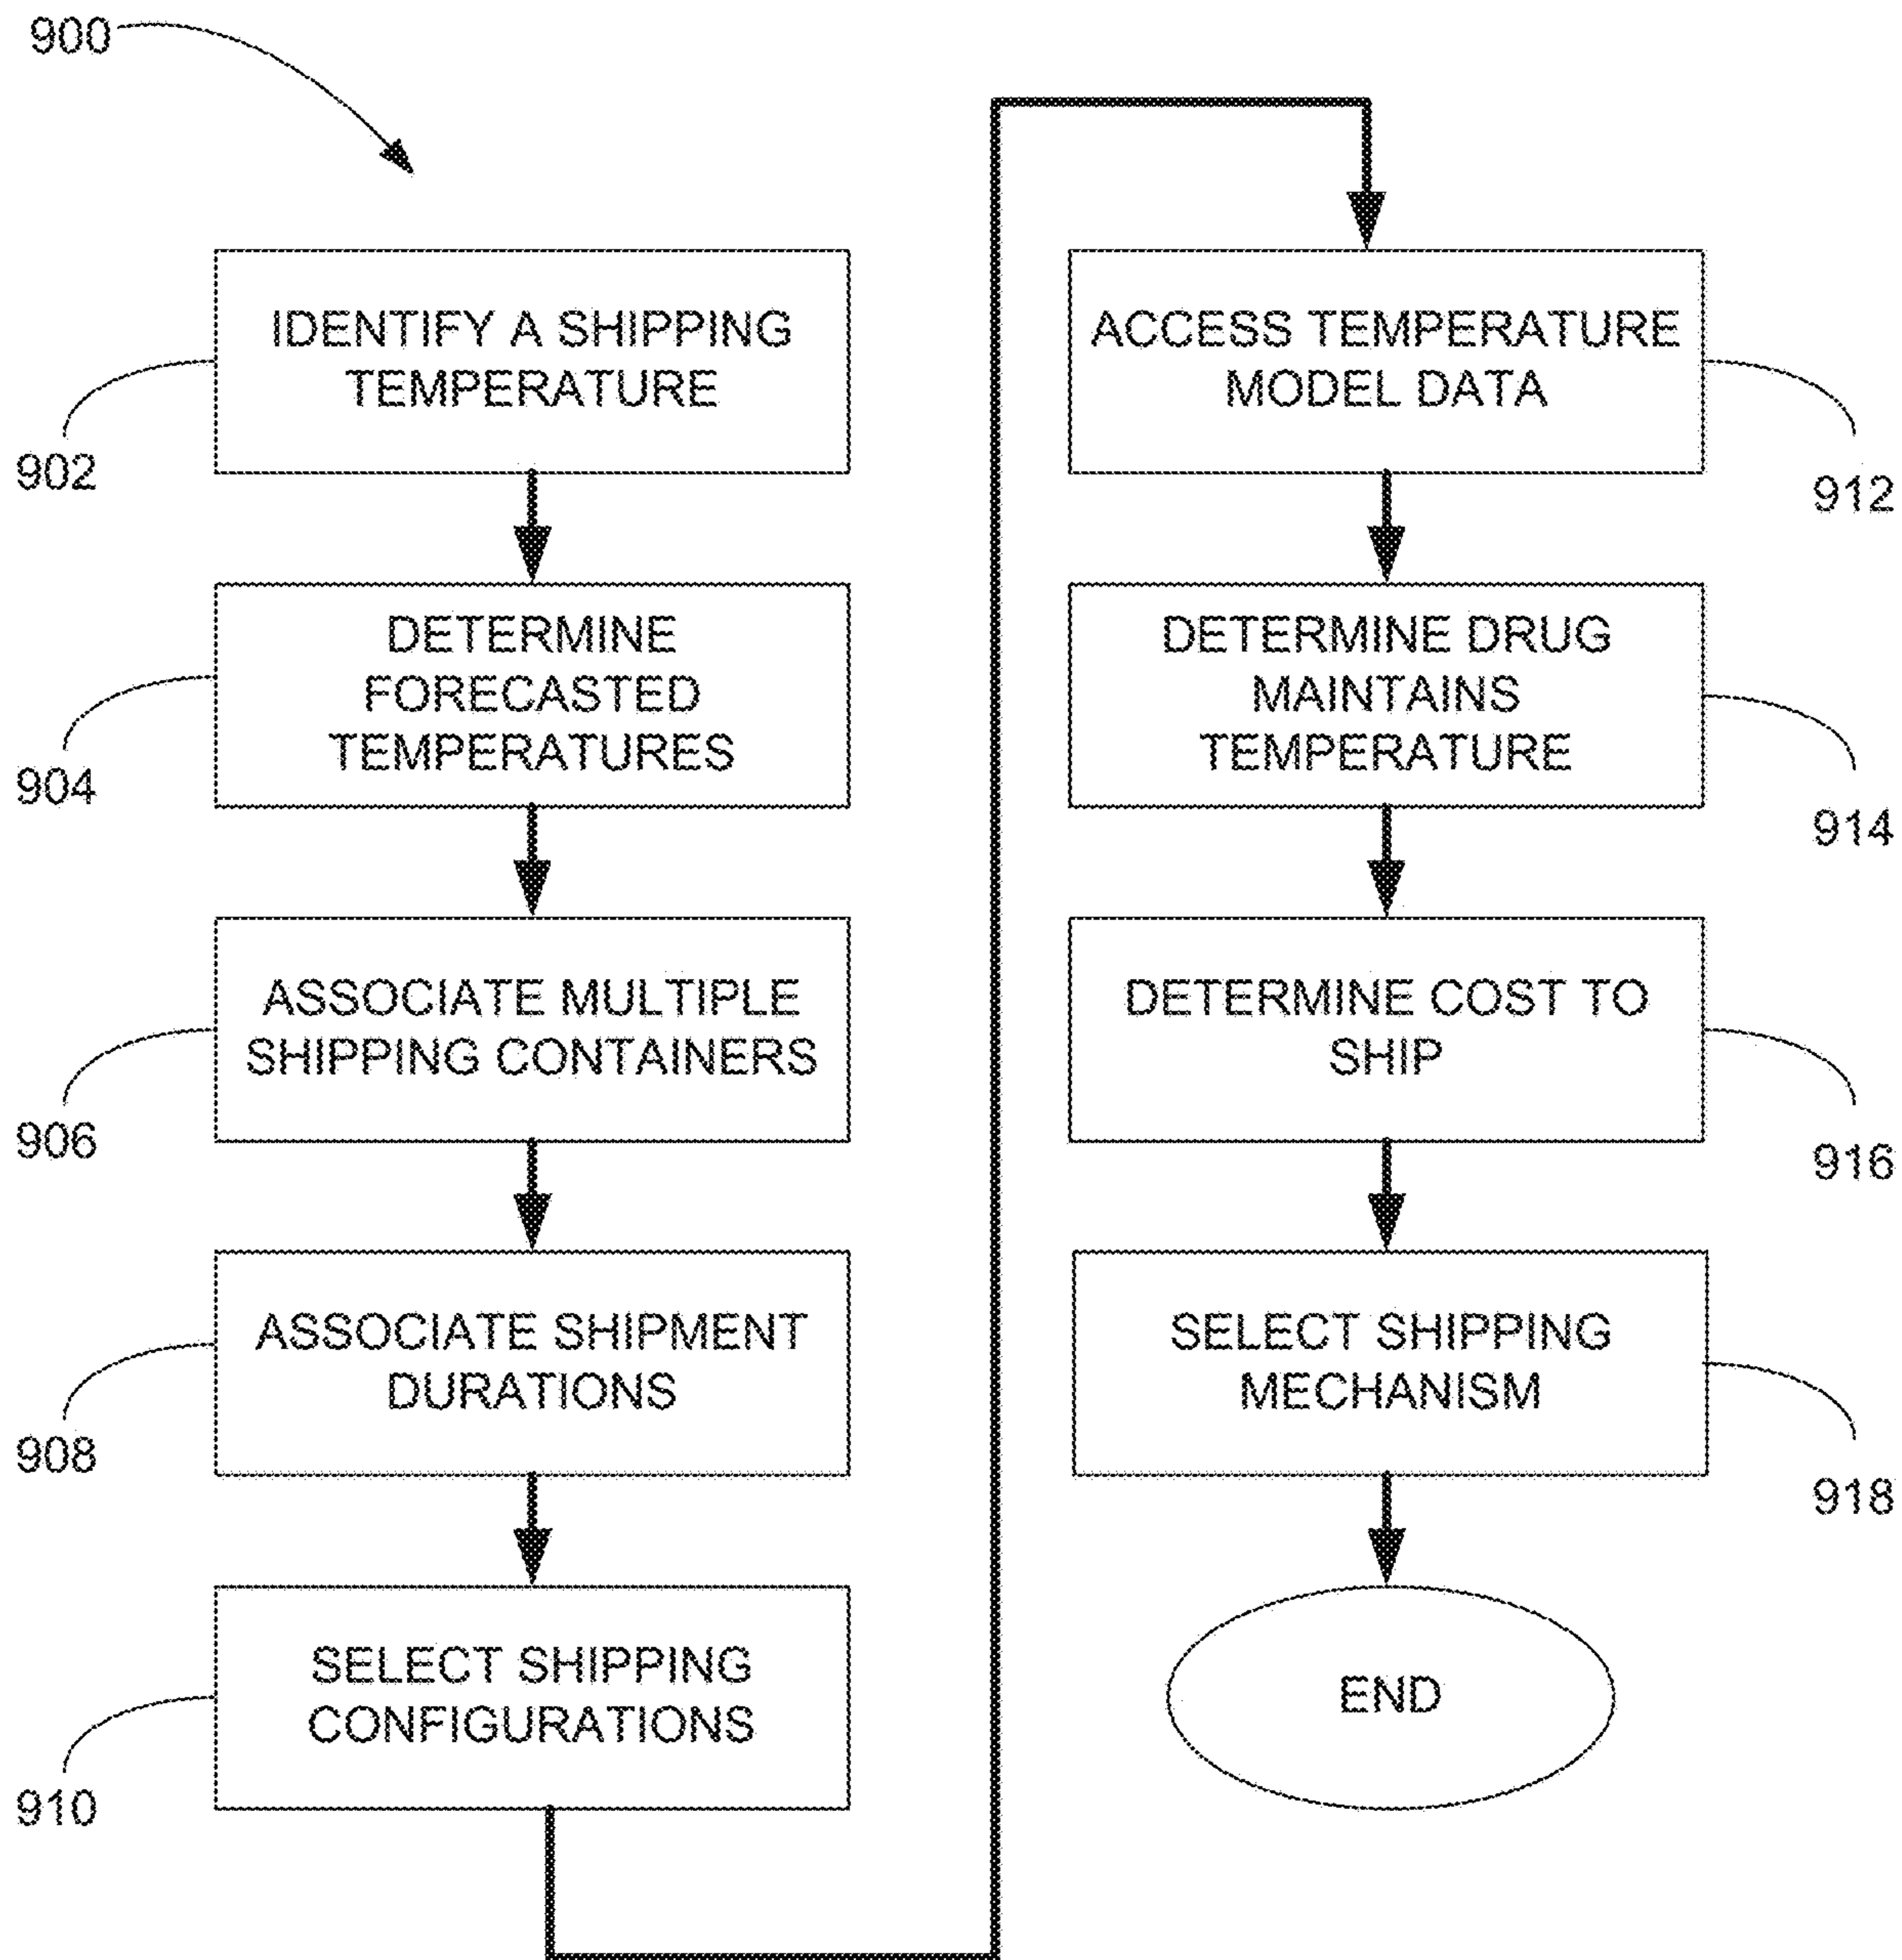 900
IDENTIFY A SHIPPING
TEMPERATURE
902
DETERMINE
FORECASTED
TEMPERATURES
904
ASSOCIATE MULTIPLE
SHIPPING CONTAINERS
906
ASSOCIATE SHIPMENT
DURATIONS
908
SELECT SHIPPING
CONFIGURATIONS
910
ACCESS TEMPERATURE
MODEL DATA
912
DETERMINE DRUG
MAINTAINS
TEMPERATURE
914
DETERMINE COST TO
SHIP
916
SELECT SHIPPING
MECHANISM
918
END